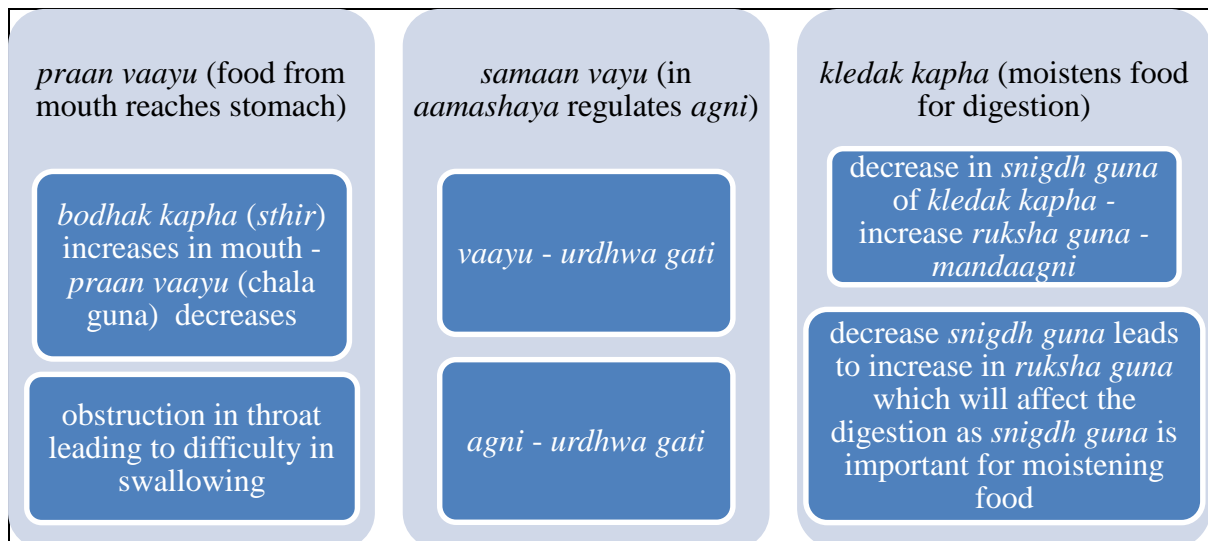 praan vaayu (food from
mouth reaches stomach)
bodhak kapha (sthir)
increases in mouth -
praan vaayu (chala
guna) decreases
obstruction in throat
leading to difficulty in
swallowing
samaan vayu (in
aamashaya regulates agni)
vaayu - urdhwa gati
agni - urdhwa gati
kledak kapha (moistens food
for digestion)
decrease in snigdh guna
of kledak kapha -
increase ruksha guna -
mandaagni
decrease snigdh guna leads
to increase in ruksha guna
which will affect the
digestion as snigdh guna is
important for moistening
food